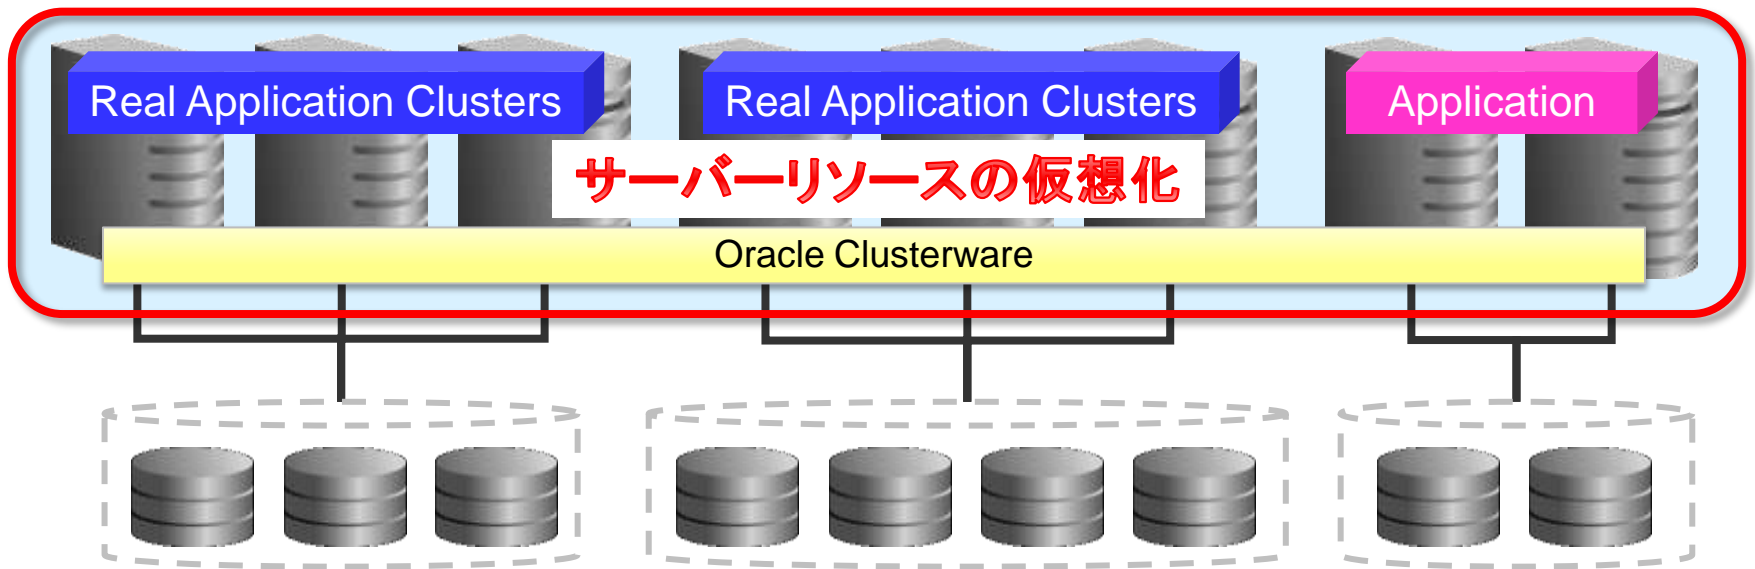 Real Application Clusters
Real Application Clusters
Application
サーバーリソースの仮想化
Oracle Clusterware